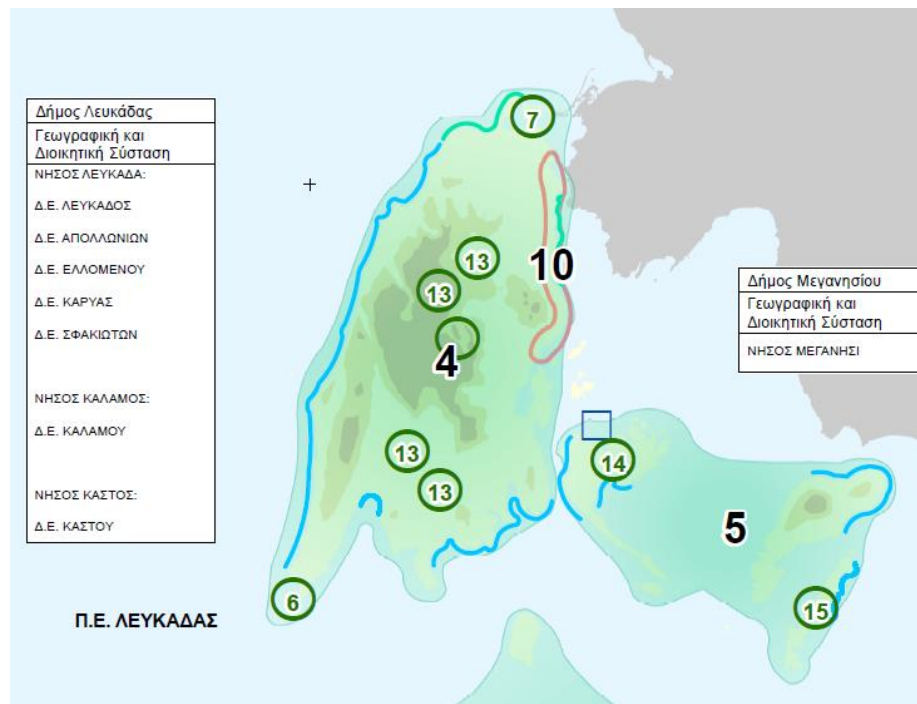 Δήμος Λευκάδας
Γεωγραφική και
Διοικητική Σύσταση
ΝΗΣΟΣ ΛΕΥΚΑΔΑ:
Δ.Ε. ΛΕΥΚΑΔΟΣ
Δ.Ε. ΑΠΟΛΛΩΝΙΩΝ
Δ.Ε. ΕΛΛΟΜΕΝΟΥ
Δ.Ε. ΚΑΡΥΑΣ
Δ.Ε. ΣΦΑΚΙΩΤΩΝ
ΝΗΣΟΣ ΚΑΛΑΜΟΣ:
Δ.Ε. ΚΑΛΑΜΟΥ
ΝΗΣΟΣ ΚΑΣΤΟΣ:
Δ.Ε. ΚΑΣΤΟΥ
Π.Ε. ΛΕΥΚΑΔΑΣ
7
13
10
13
4
13
13
6
Δήμος Μεγανησίου
Γεωγραφική και
Διοικητική Σύσταση
ΝΗΣΟΣ ΜΕΓΑΝΗΣΙ
14
5
15